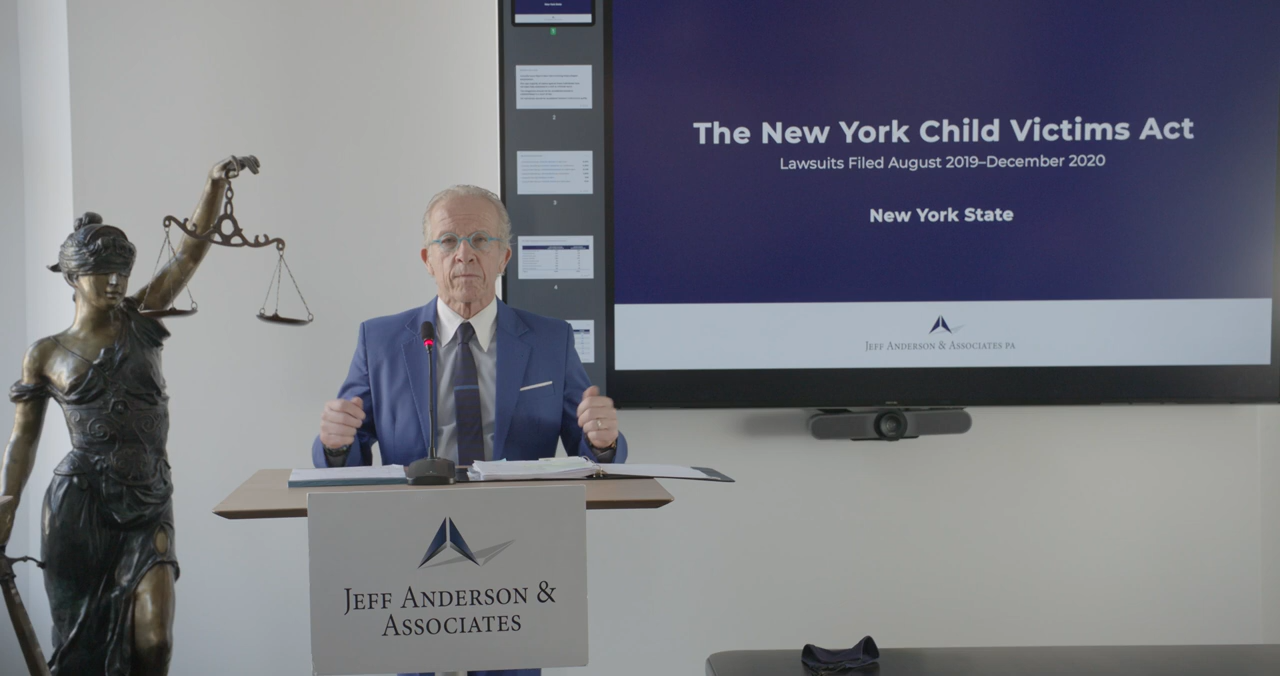 The New York Child Victims Act
Lawsuits Filed August 2019–December 2020
New York State
JEFF ANDERSON & ASSOCIATES PA
JEFF ANDERSON &
ASSOCIATES